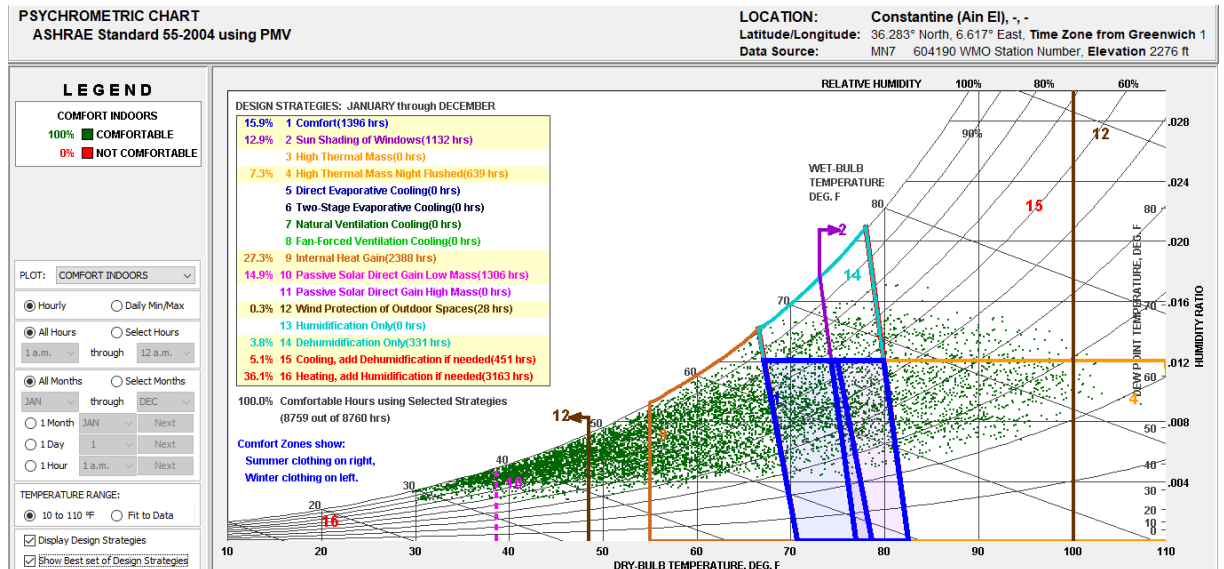 PSYCHROMETRIC CHART
ASHRAE Standard 55-2004 using PMV
LOCATION: Constantine (Ain El), -, -
Latitude/Longitude: 36.283° North, 6.617° East, Time Zone from Greenwich 1
Data Source: MN7 604190 WMO Station Number, Elevation 2276 ft
LEGEND
COMFORT INDOORS
100% COMFORTABLE
0% NOT COMFORTABLE
PLOT: COMFORT INDOORS
Hourly Daily Min/Max
All Hours Select Hours
1 a.m. through 12 a.m.
All Months Select Months
JAN through DEC
1 Month JAN Next
1 Day 1 Next
1 Hour 1 a.m. Next
TEMPERATURE RANGE:
10 to 110 °F Fit to Data
Display Design Strategies
Show Best set of Design Strategies
DESIGN STRATEGIES: JANUARY through DECEMBER
15.9% 1 Comfort(1396 hrs)
12.9% 2 Sun Shading of Windows(1132 hrs)
3 High Thermal Mass(0 hrs)
7.3% 4 High Thermal Mass Night Flushed(639 hrs)
5 Direct Evaporative Cooling(0 hrs)
6 Two-Stage Evaporative Cooling(0 hrs)
7 Natural Ventilation Cooling(0 hrs)
8 Fan-Forced Ventilation Cooling(0 hrs)
27.3% 9 Internal Heat Gain(2388 hrs)
14.9% 10 Passive Solar Direct Gain Low Mass(1306 hrs)
11 Passive Solar Direct Gain High Mass(0 hrs)
0.3% 12 Wind Protection of Outdoor Spaces(28 hrs)
13 Humidification Only(0 hrs)
3.8% 14 Dehumidification Only(331 hrs)
5.1% 15 Cooling, add Dehumidification if needed(451 hrs)
36.1% 16 Heating, add Humidification if needed(3163 hrs)
100.0% Comfortable Hours using Selected Strategies
(8759 out of 8760 hrs)
Comfort Zones show:
Summer clothing on right,
Winter clothing on left.
RELATIVE HUMIDITY 100% 80% 60%
90%
WET-BULB
TEMPERATURE
DEG. F
80
70
60
50
40
30
20
1
2
4
9
10
12
12
14
15
16
DEW POINT TEMPERATURE, DEG. F
80
70
60
50
40
30
20
10
0
HUMIDITY RATIO
.028
.024
.020
.016
.012
.008
.004
10 20 30 40 50 60 70 80 90 100 110
DRY-BULB TEMPERATURE, DEG. F